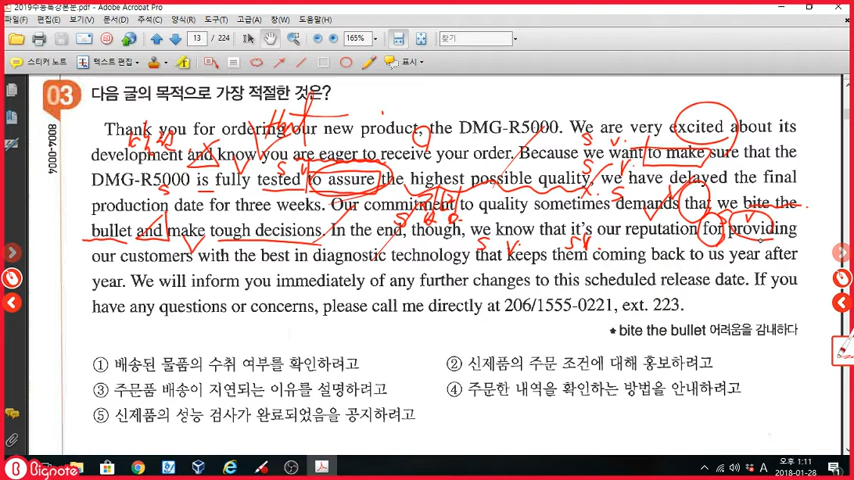 2019수능특강본문.pdf - Adobe Acrobat Pro
파일(F) 편집(E) 보기(V) 문서(D) 주석(C) 양식(R) 도구(T) 고급(A) 창(W) 도움말(H)
13 / 224 165% 찾기
스티커 노트 텍스트 편집 표시
03 다음 글의 목적으로 가장 적절한 것은?
8004-0004
Thank you for ordering our new product, the DMG-R5000. We are very excited about its
development and know you are eager to receive your order. Because we want to make sure that the
DMG-R5000 is fully tested to assure the highest possible quality, we have delayed the final
production date for three weeks. Our commitment to quality sometimes demands that we bite the
bullet and make tough decisions. In the end, though, we know that it's our reputation for providing
our customers with the best in diagnostic technology that keeps them coming back to us year after
year. We will inform you immediately of any further changes to this scheduled release date. If you
have any questions or concerns, please call me directly at 206/1555-0221, ext. 223.
* bite the bullet 어려움을 감내하다
① 배송된 물품의 수취 여부를 확인하려고 ② 신제품의 주문 조건에 대해 홍보하려고
③ 주문품 배송이 지연되는 이유를 설명하려고 ④ 주문한 내역을 확인하는 방법을 안내하려고
⑤ 신제품의 성능 검사가 완료되었음을 공지하려고
Bignote
A 오후 1:11
2018-01-28